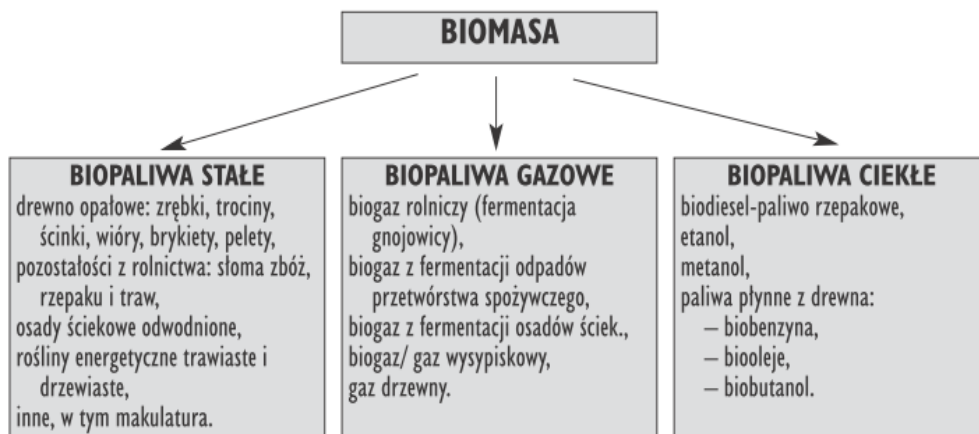 BIOMASA
BIOPALIWA STAŁE
drewno opałowe: zrębki, trociny,
ścinki, wióry, brykiety, pelety,
pozostałości z rolnictwa: słoma zbóż,
rzepaku i traw,
osady ściekowe odwodnione,
rośliny energetyczne trawiaste i
drzewiaste,
inne, w tym makulatura.
BIOPALIWA GAZOWE
biogaz rolniczy (fermentacja
gnojowicy),
biogaz z fermentacji odpadów
przetwórstwa spożywczego,
biogaz z fermentacji osadów ściek.,
biogaz/ gaz wysypiskowy,
gaz drzewny.
BIOPALIWA CIEKŁE
biodiesel-paliwo rzepakowe,
etanol,
metanol,
paliwa płynne z drewna:
– biobenzyna,
– biooleje,
– biobutanol.